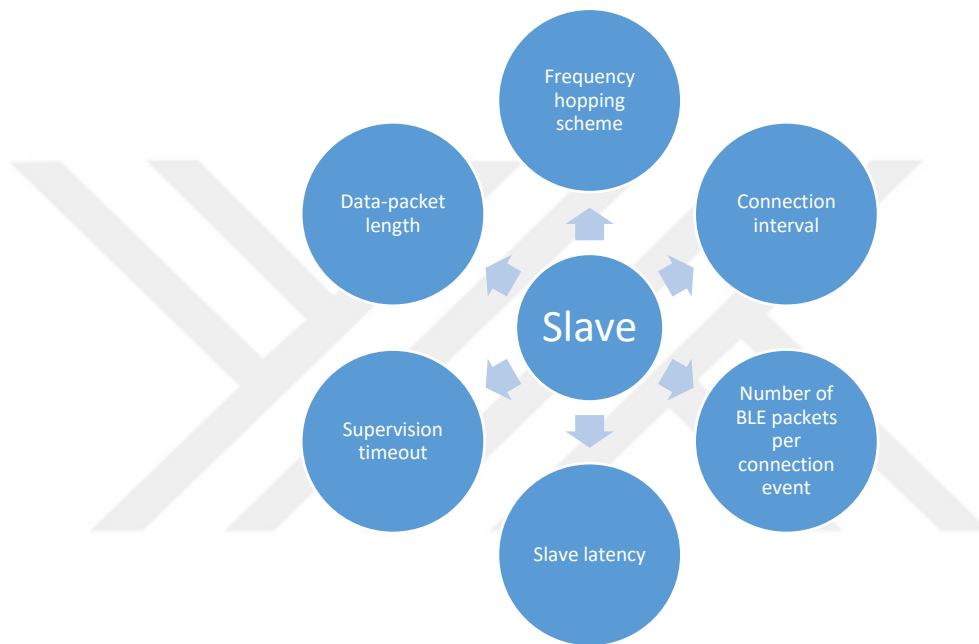 Frequency
hopping
scheme
Data-packet
length
Connection
interval
Slave
Supervision
timeout
Number of
BLE packets
per
connection
event
Slave latency